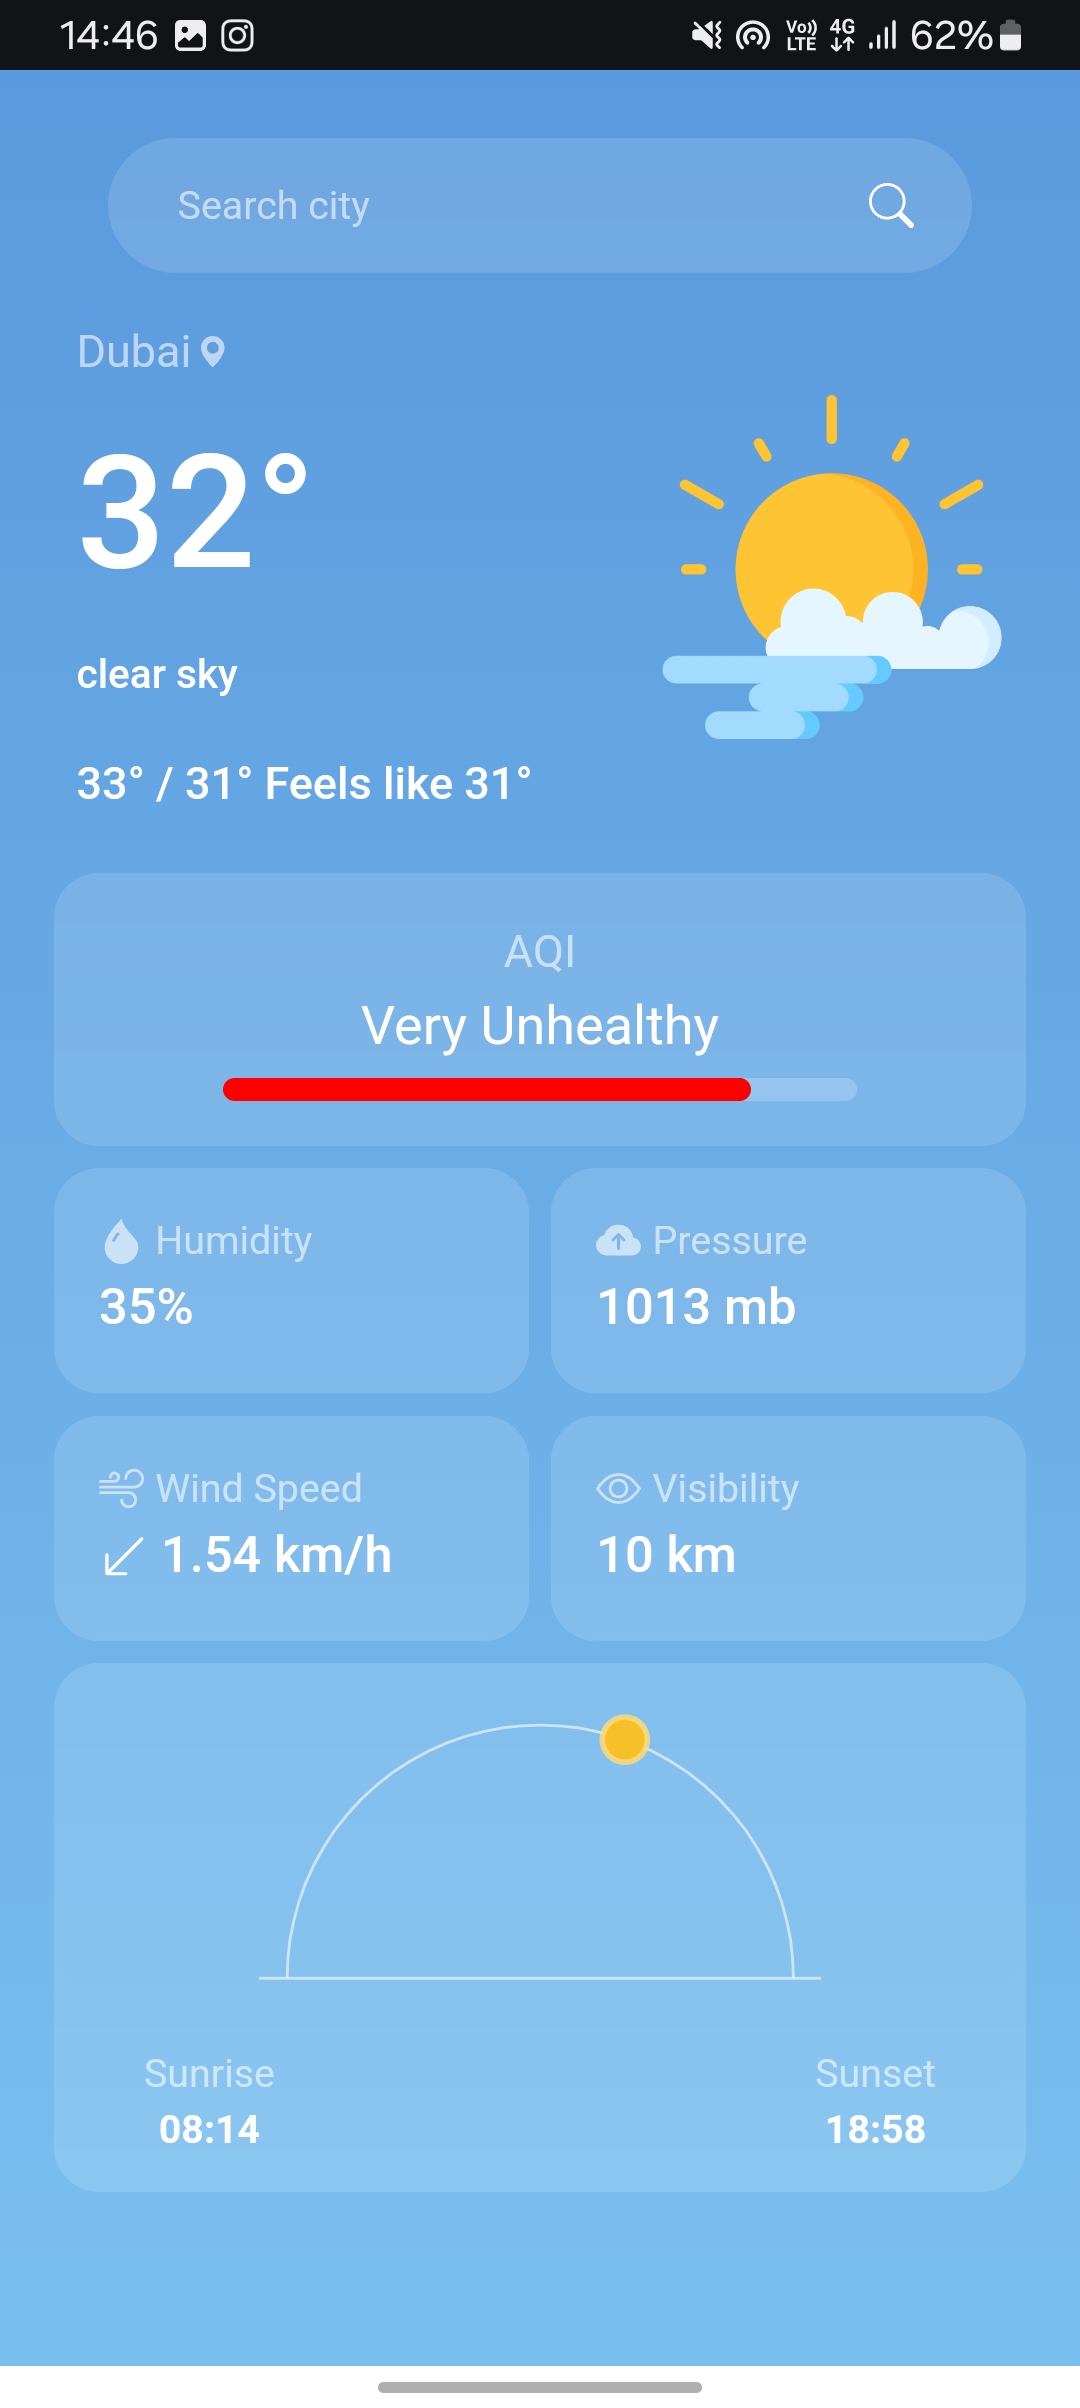 14:46 Vo)) LTE 4G 62%
Search city
Dubai
32°
clear sky
33° / 31° Feels like 31°
AQI
Very Unhealthy
Humidity
35%
Pressure
1013 mb
Wind Speed
1.54 km/h
Visibility
10 km
Sunrise
08:14
Sunset
18:58